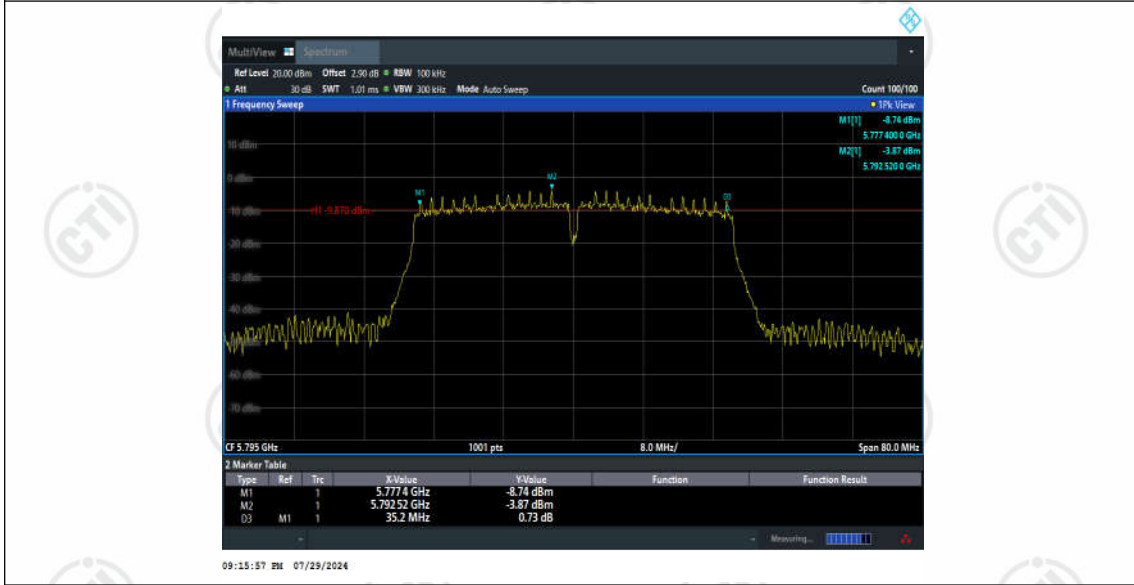 MultiView Spectrum
Ref Level 20.00 dBm Offset 2.90 dB RBW 100 kHz
Att 30 dB SWT 1.01 ms VBW 300 kHz Mode Auto Sweep Count 100/100
1 Frequency Sweep 1Pk View
M1[1] -8.74 dBm
5.777 400 0 GHz
M2[1] -3.87 dBm
5.792 520 0 GHz
10 dBm
0 dBm
M1 M2 D3
-10 dBm H1 -9.870 dBm
-20 dBm
-30 dBm
-40 dBm
-60 dBm
-70 dBm
CF 5.795 GHz 1001 pts 8.0 MHz/ Span 80.0 MHz
2 Marker Table
Type Ref Trc X-Value Y-Value Function Function Result
M1 1 5.7774 GHz -8.74 dBm
M2 1 5.79252 GHz -3.87 dBm
D3 M1 1 35.2 MHz 0.73 dB
Measuring...
09:15:57 PM 07/29/2024
CTI
CTI